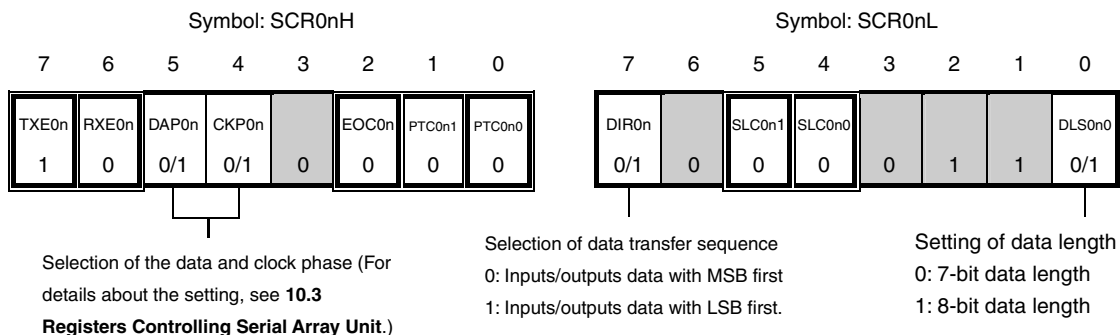 Symbol: SCR0nH
7 6 5 4 3 2 1 0
TXE0n RXE0n DAP0n CKP0n EOC0n PTC0n1 PTC0n0
1 0 0/1 0/1 0 0 0 0
Selection of the data and clock phase (For
details about the setting, see 10.3
Registers Controlling Serial Array Unit.)
Symbol: SCR0nL
7 6 5 4 3 2 1 0
DIR0n SLC0n1 SLC0n0 DLS0n0
0/1 0 0 0 0 1 1 0/1
Selection of data transfer sequence
0: Inputs/outputs data with MSB first
1: Inputs/outputs data with LSB first.
Setting of data length
0: 7-bit data length
1: 8-bit data length